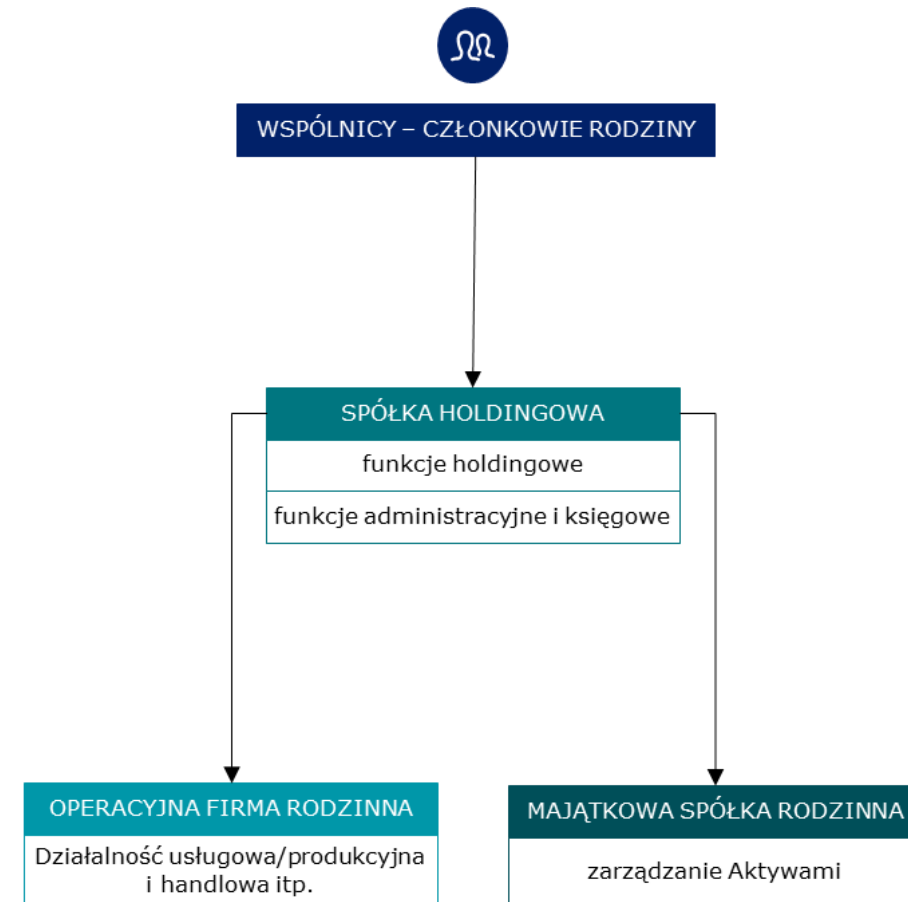 WSPÓLNICY – CZŁONKOWIE RODZINY
SPÓŁKA HOLDINGOWA
funkcje holdingowe
funkcje administracyjne i księgowe
OPERACYJNA FIRMA RODZINNA
Działalność usługowa/produkcyjna
i handlowa itp.
MAJĄTKOWA SPÓŁKA RODZINNA
zarządzanie Aktywami